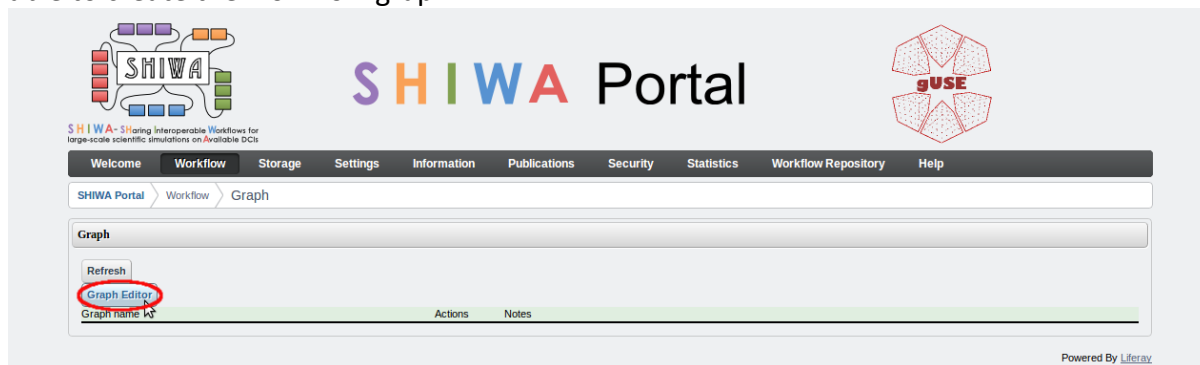 SHIWA
SHIWA- SHaring Interoperable Workflows for
large-scale scientific simulations on Available DCIs
SHIWA Portal
gUSE
Welcome Workflow Storage Settings Information Publications Security Statistics Workflow Repository Help
SHIWA Portal Workflow Graph
Graph
Refresh
Graph Editor
Graph name Actions Notes
Powered By Liferay